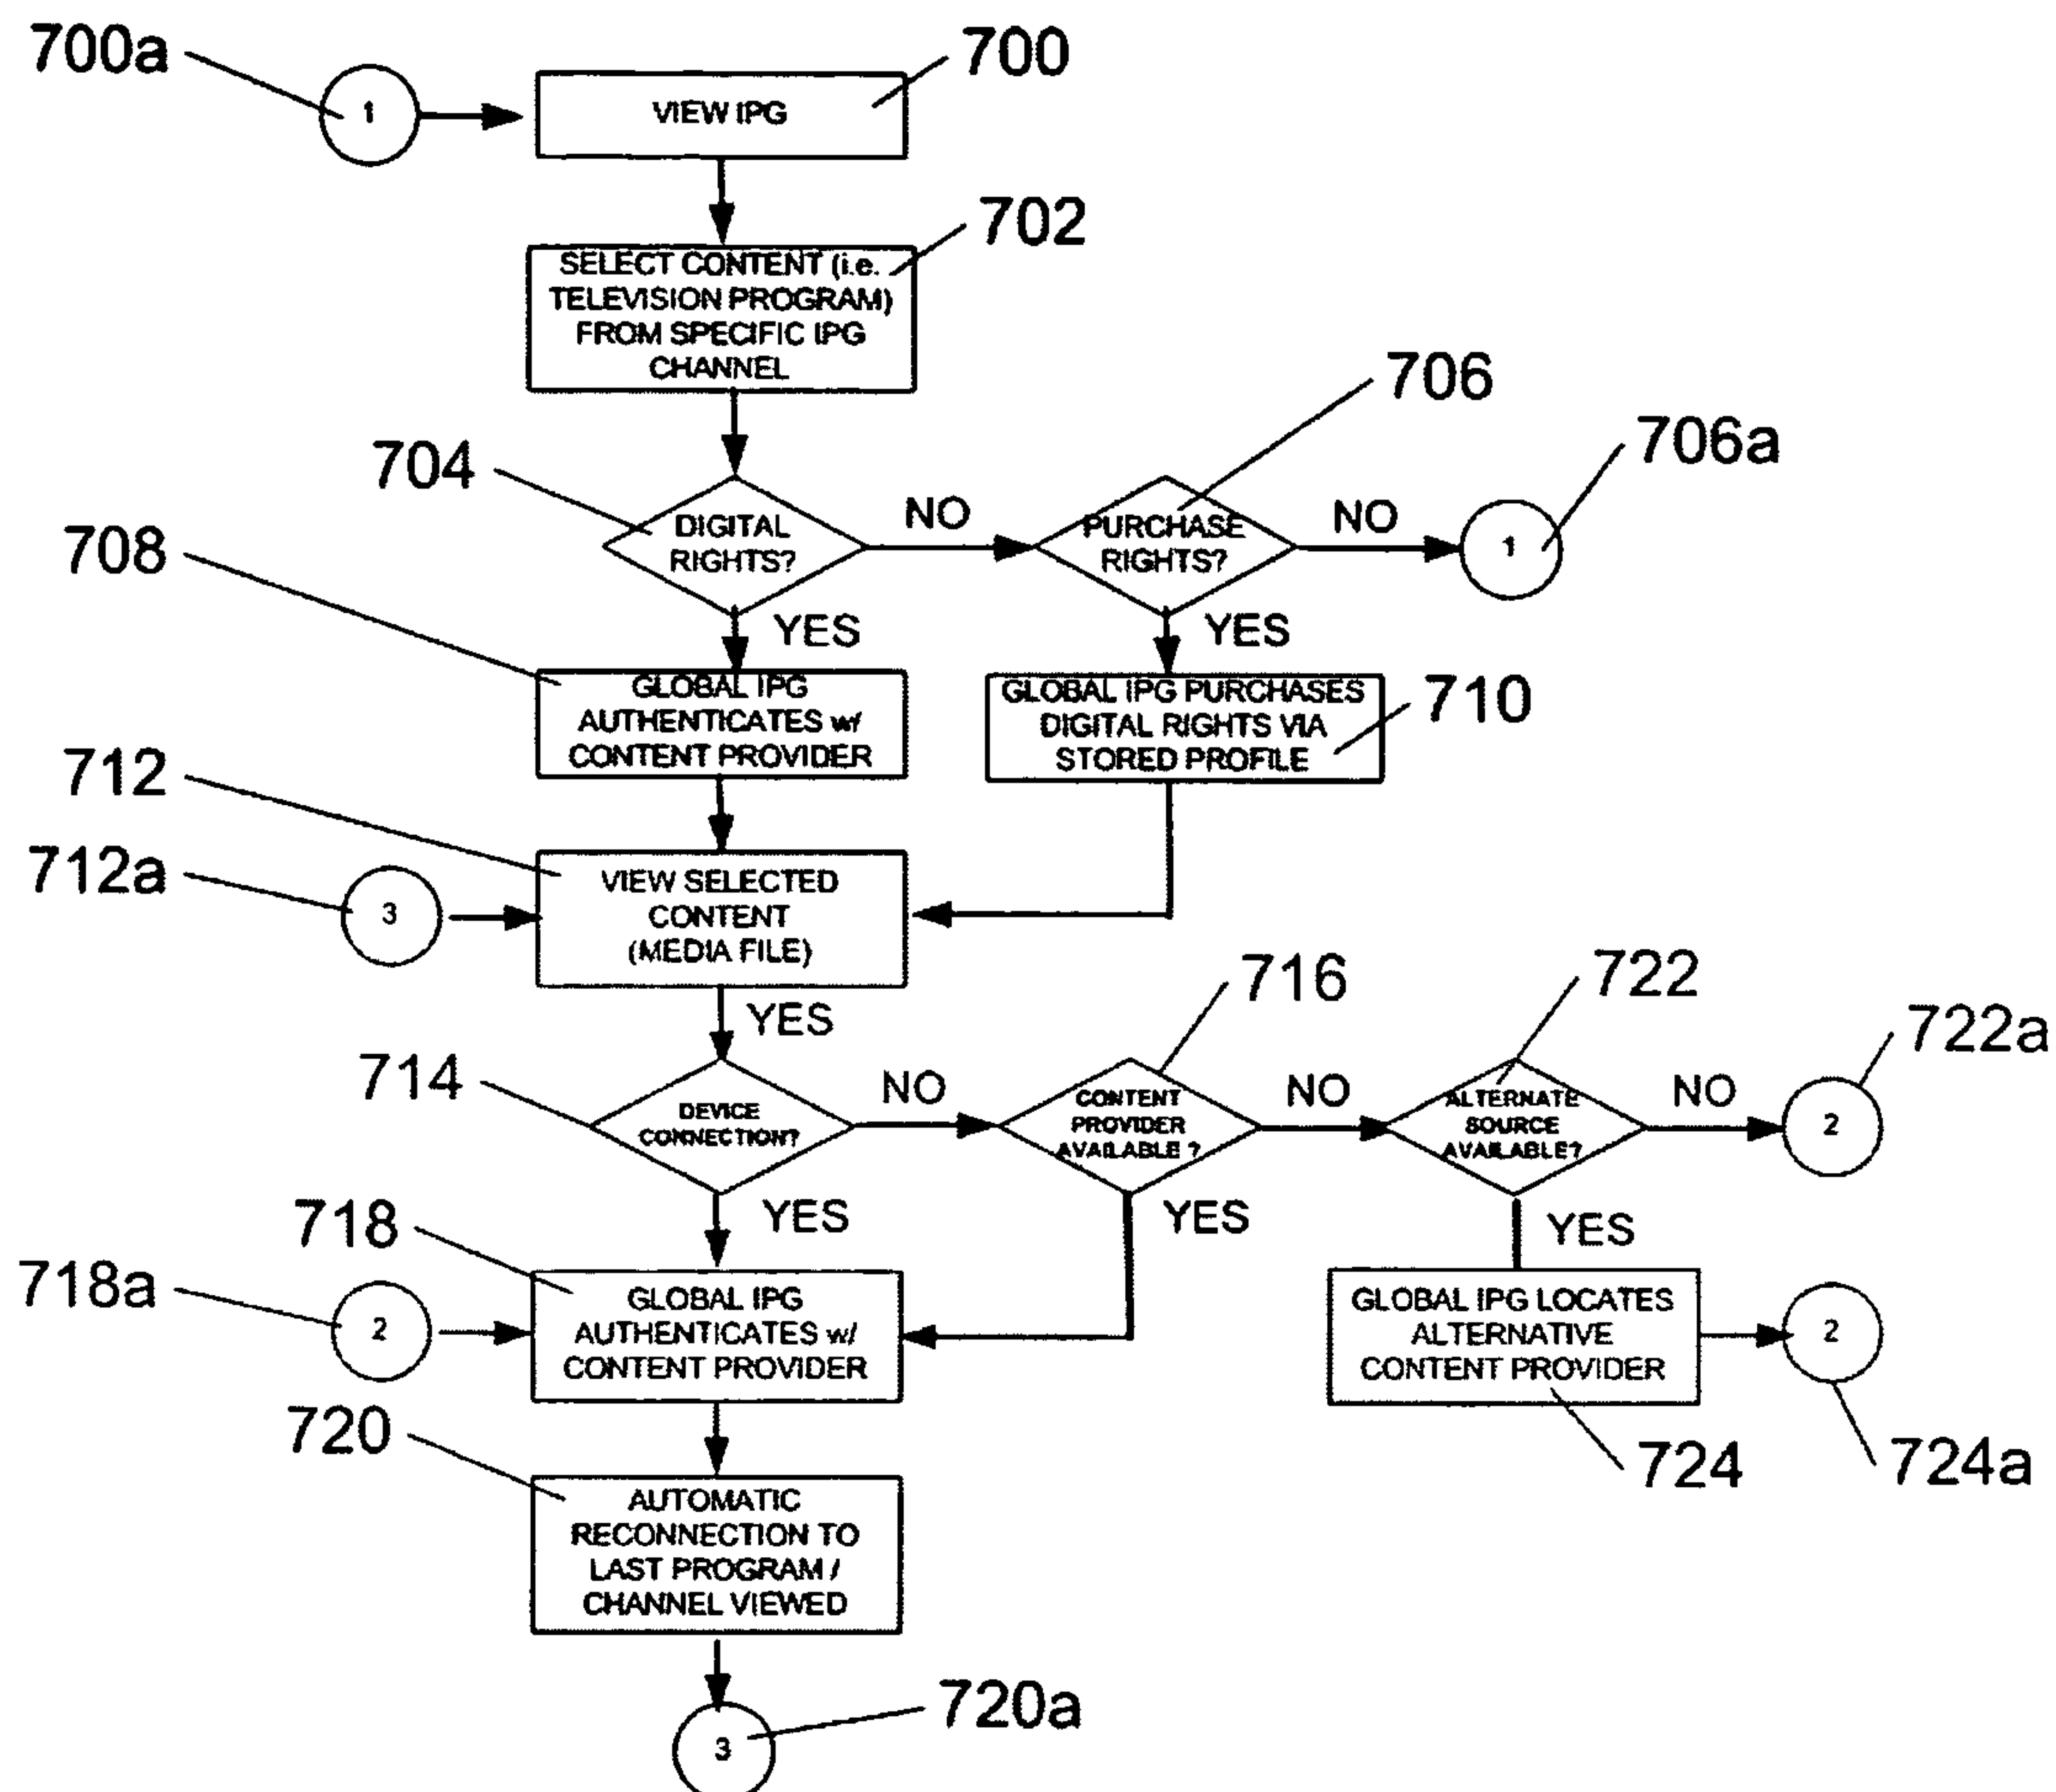 700a
1
VIEW IPG
700
SELECT CONTENT (i.e.
TELEVISION PROGRAM)
FROM SPECIFIC IPG
CHANNEL
702
704
DIGITAL
RIGHTS?
NO
706
PURCHASE
RIGHTS?
NO
706a
1
708
YES
YES
GLOBAL IPG
AUTHENTICATES w/
CONTENT PROVIDER
GLOBAL IPG PURCHASES
DIGITAL RIGHTS VIA
STORED PROFILE
710
712
712a
3
VIEW SELECTED
CONTENT
(MEDIA FILE)
YES
714
DEVICE
CONNECTION?
NO
716
CONTENT
PROVIDER
AVAILABLE ?
NO
722
ALTERNATE
SOURCE
AVAILABLE?
NO
722a
2
YES
YES
YES
718
718a
2
GLOBAL IPG
AUTHENTICATES w/
CONTENT PROVIDER
GLOBAL IPG LOCATES
ALTERNATIVE
CONTENT PROVIDER
2
724
724a
720
AUTOMATIC
RECONNECTION TO
LAST PROGRAM /
CHANNEL VIEWED
720a
3